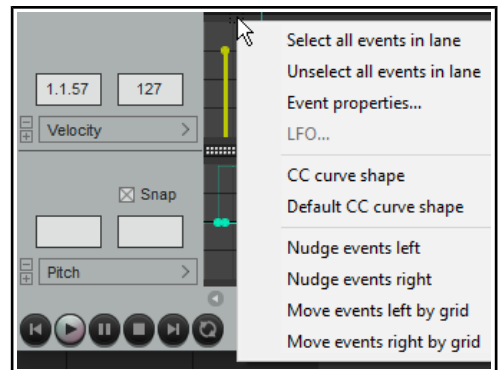 1.1.57 127
Velocity
Snap
Pitch
Select all events in lane
Unselect all events in lane
Event properties...
LFO...
CC curve shape
Default CC curve shape
Nudge events left
Nudge events right
Move events left by grid
Move events right by grid